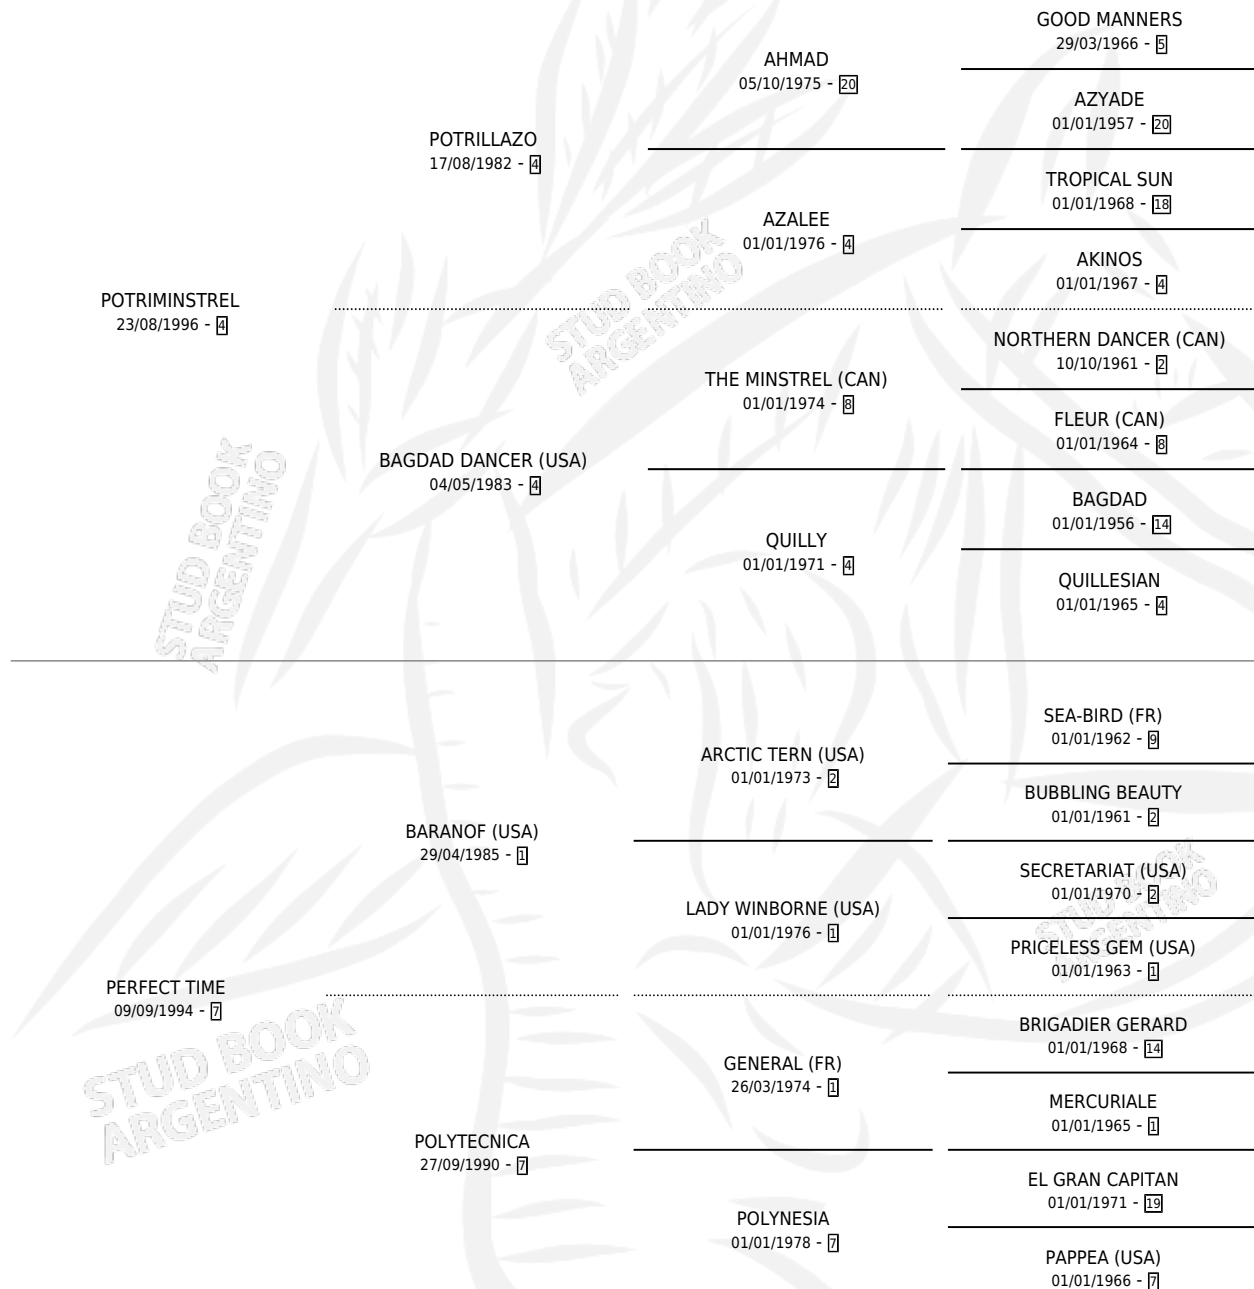 GOOD MANNERS
29/03/1966 - 5
AHMAD
05/10/1975 - 20
AZYADE
01/01/1957 - 20
POTRILLAZO
17/08/1982 - 4
TROPICAL SUN
01/01/1968 - 18
AZALEE
01/01/1976 - 4
AKINOS
01/01/1967 - 4
POTRIMINSTREL
23/08/1996 - 4
NORTHERN DANCER (CAN)
10/10/1961 - 2
THE MINSTREL (CAN)
01/01/1974 - 8
FLEUR (CAN)
01/01/1964 - 8
BAGDAD DANCER (USA)
04/05/1983 - 4
BAGDAD
01/01/1956 - 14
QUILLY
01/01/1971 - 4
QUILLESIAN
01/01/1965 - 4
SEA-BIRD (FR)
01/01/1962 - 9
ARCTIC TERN (USA)
01/01/1973 - 2
BUBBLING BEAUTY
01/01/1961 - 2
BARANOF (USA)
29/04/1985 - 1
SECRETARIAT (USA)
01/01/1970 - 2
LADY WINBORNE (USA)
01/01/1976 - 1
PRICELESS GEM (USA)
01/01/1963 - 1
PERFECT TIME
09/09/1994 - 7
BRIGADIER GERARD
01/01/1968 - 14
GENERAL (FR)
26/03/1974 - 1
MERCURIALE
01/01/1965 - 1
POLYTECNICA
27/09/1990 - 7
EL GRAN CAPITAN
01/01/1971 - 19
POLYNESIA
01/01/1978 - 7
PAPPEA (USA)
01/01/1966 - 7
STUD BOOK
ARGENTINO
STUD BOOK
ARGENTINO
STUD BOOK
ARGENTINO
STUD BOOK
ARGENTINO